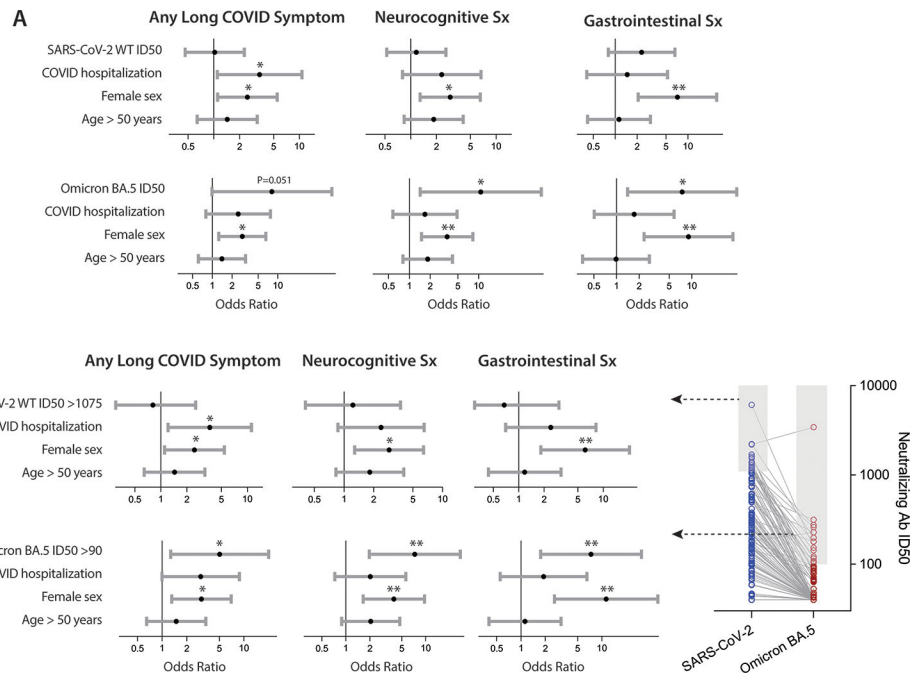 A
Any Long COVID Symptom Neurocognitive Sx Gastrointestinal Sx
SARS-CoV-2 WT ID50
COVID hospitalization *
Female sex * * **
Age > 50 years
0.5 1 2 5 10 0.5 1 2 5 10 0.5 1 2 5 10
Omicron BA.5 ID50 P=0.051 * *
COVID hospitalization
Female sex * ** **
Age > 50 years
0.5 1 2 5 10 0.5 1 2 5 10 0.5 1 2 5 10
Odds Ratio Odds Ratio Odds Ratio
Any Long COVID Symptom Neurocognitive Sx Gastrointestinal Sx
V-2 WT ID50 >1075
VID hospitalization *
Female sex * * **
Age > 50 years
0.5 1 2 5 10 0.5 1 2 5 10 0.5 1 2 5 10
cron BA.5 ID50 >90 * ** **
VID hospitalization
Female sex * ** **
Age > 50 years
0.5 1 2 5 10 0.5 1 2 5 10 0.5 1 2 5 10
Odds Ratio Odds Ratio Odds Ratio
10000
1000
100
Neutralizing Ab ID50
SARS-CoV-2
Omicron BA.5